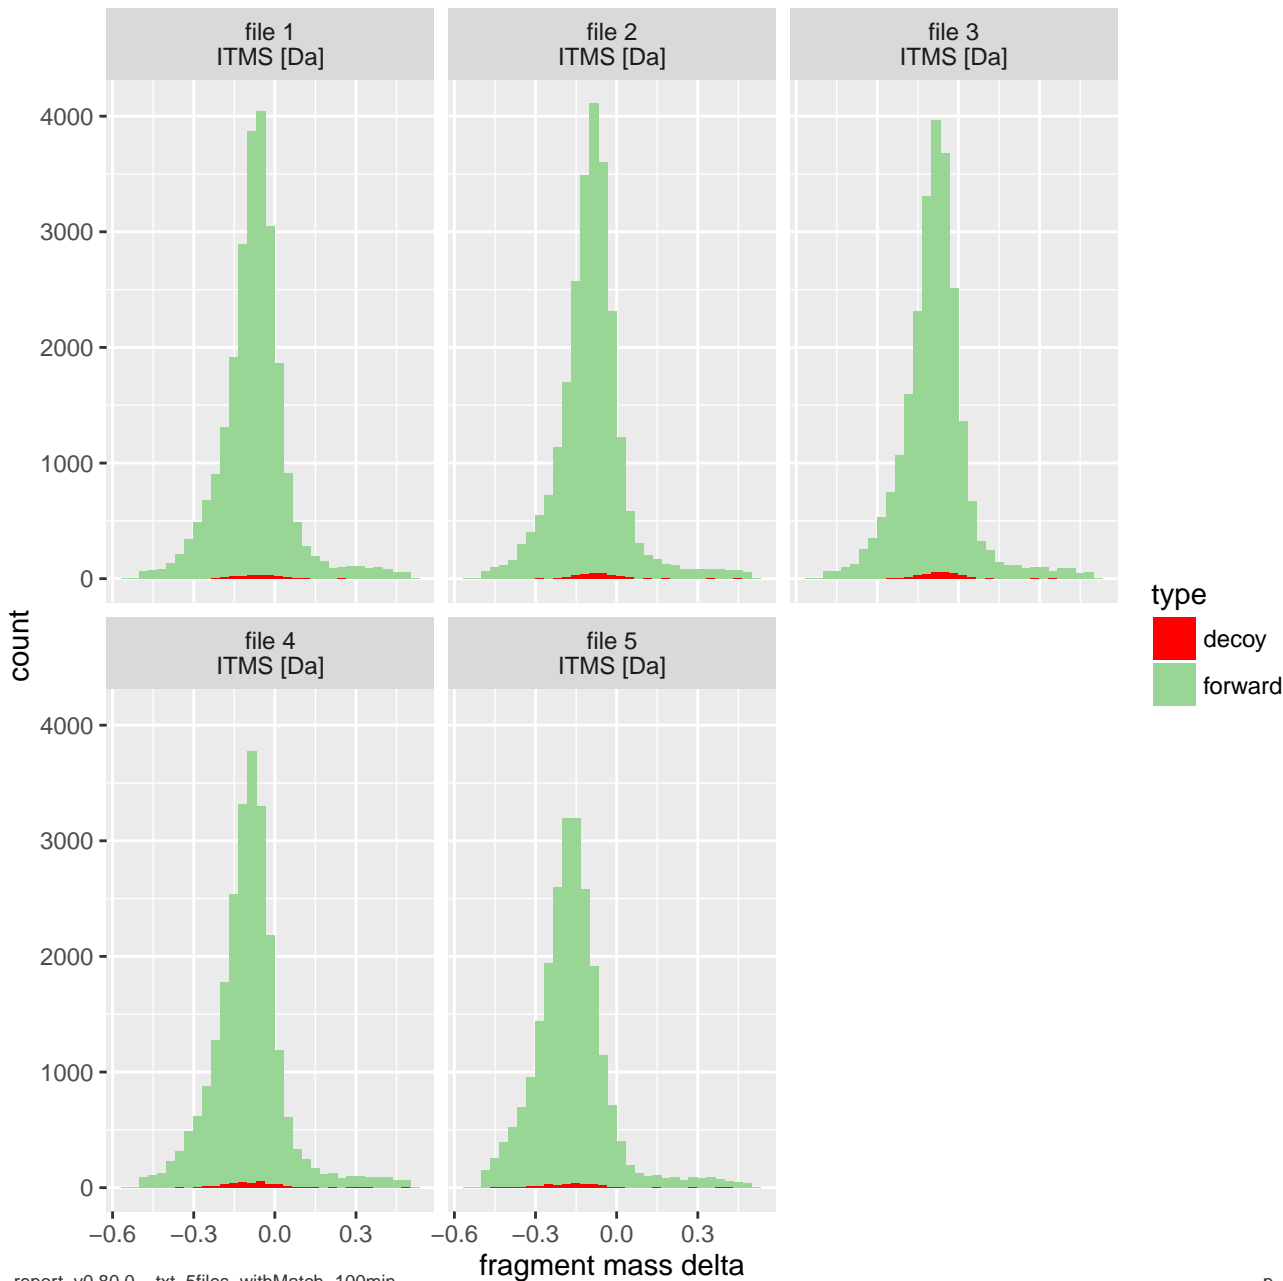 file 1
ITMS [Da]
file 2
ITMS [Da]
file 3
ITMS [Da]
4000
3000
2000
1000
0
file 4
ITMS [Da]
file 5
ITMS [Da]
4000
3000
2000
1000
0
−0.6 −0.3 0.0 0.3
−0.6 −0.3 0.0 0.3
count
fragment mass delta
type
decoy
forward